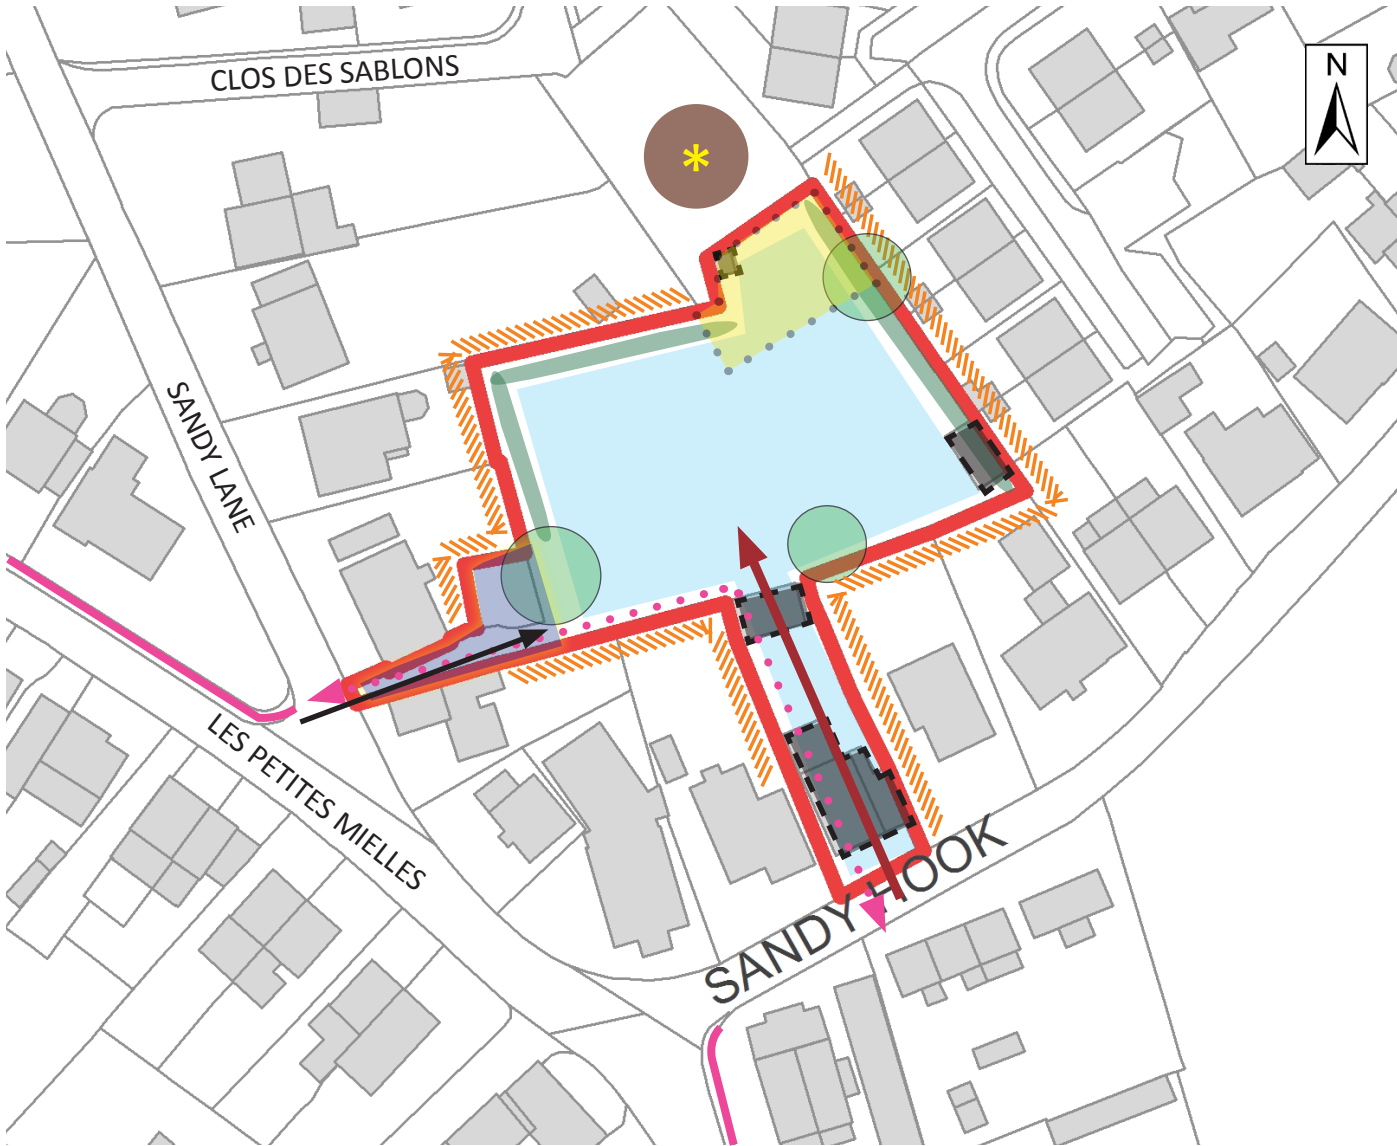 CLOS DES SABLONS
N
*
SANDY LANE
LES PETITES MIELLES
SANDY HOOK